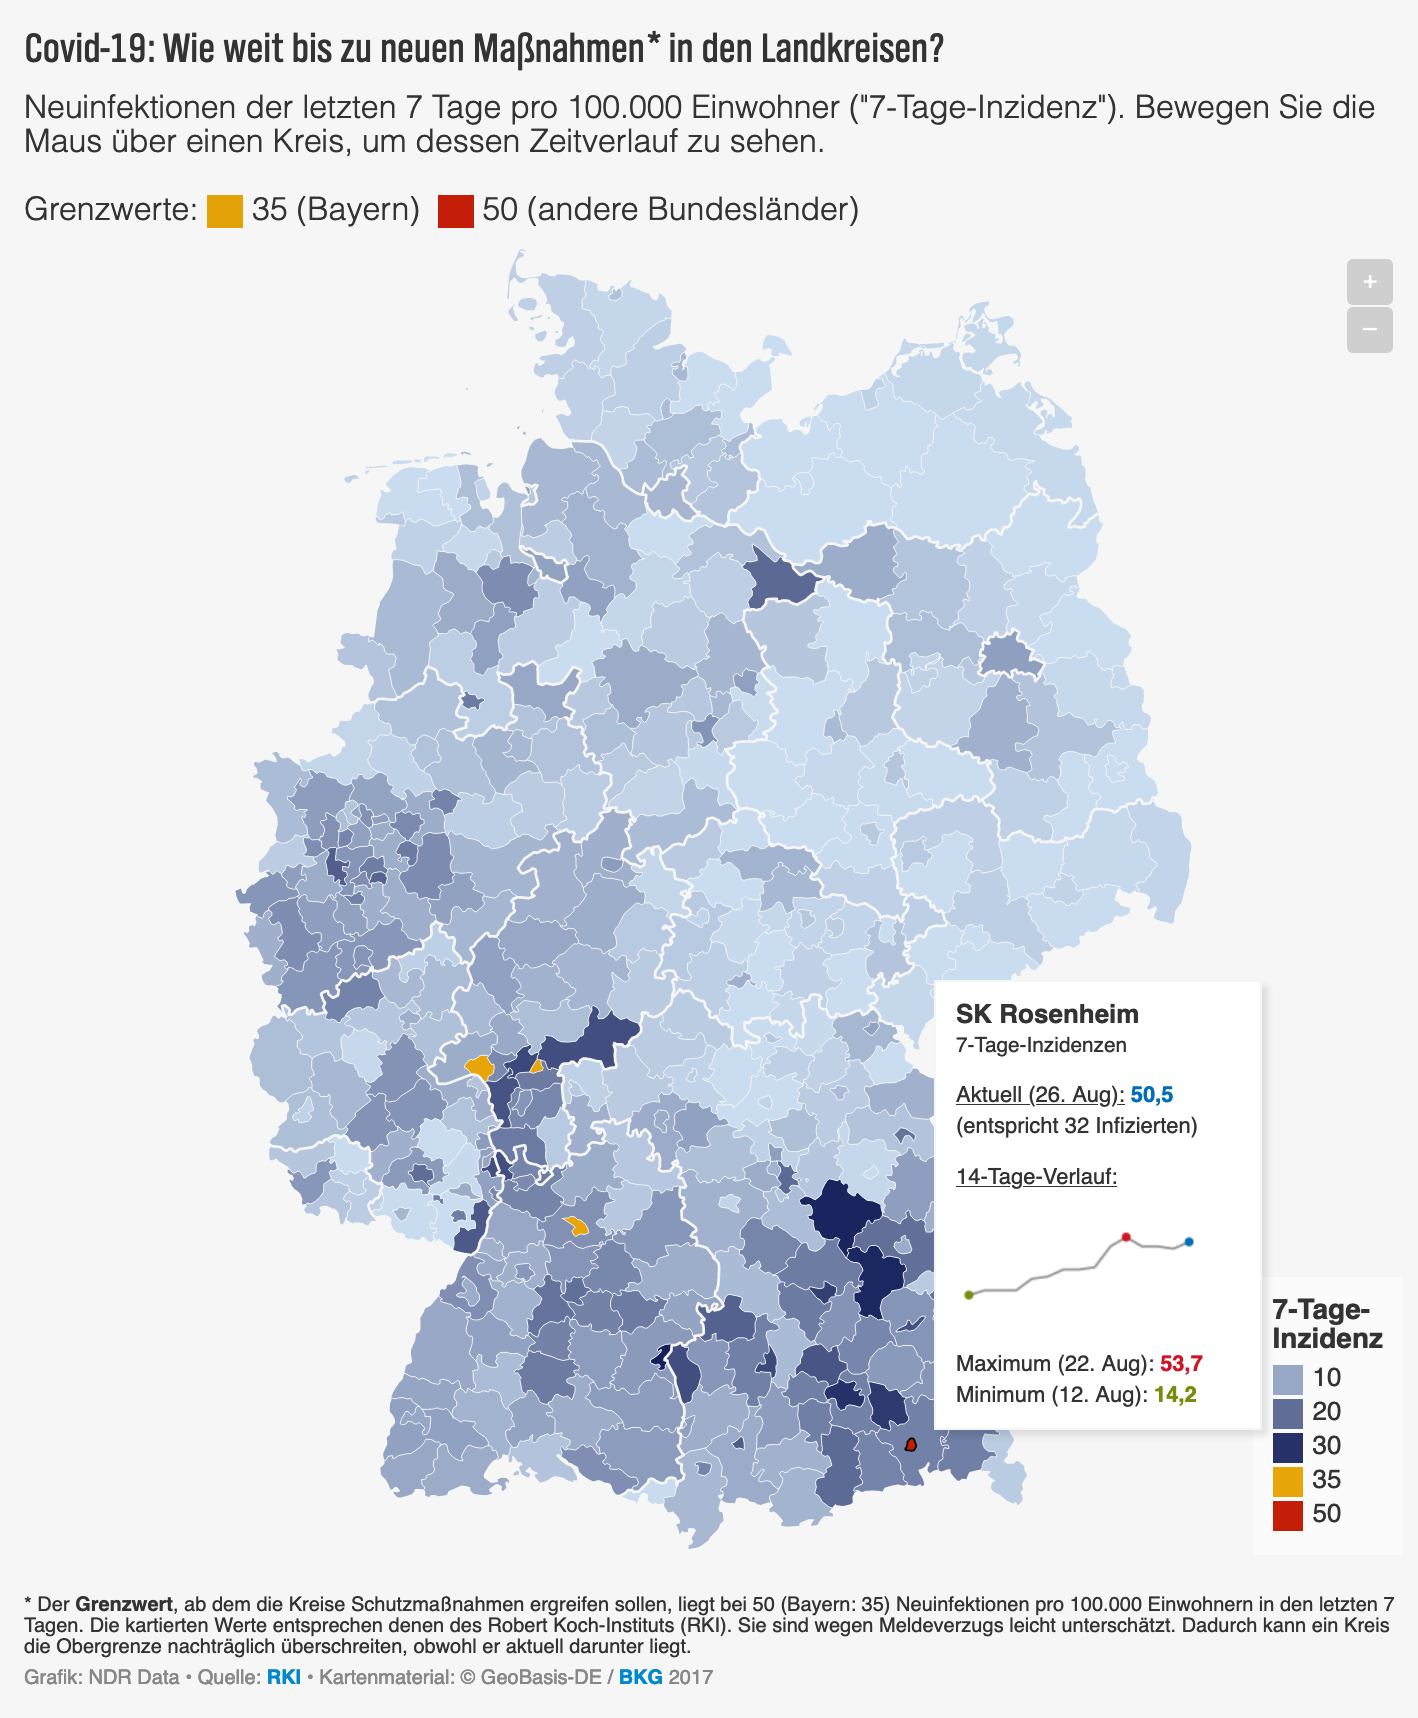 Covid-19: Wie weit bis zu neuen Maßnahmen* in den Landkreisen?
Neuinfektionen der letzten 7 Tage pro 100.000 Einwohner ("7-Tage-Inzidenz"). Bewegen Sie die
Maus über einen Kreis, um dessen Zeitverlauf zu sehen.
Grenzwerte: 35 (Bayern) 50 (andere Bundesländer)
+
−
SK Rosenheim
7-Tage-Inzidenzen
Aktuell (26. Aug): 50,5
(entspricht 32 Infizierten)
14-Tage-Verlauf:
Maximum (22. Aug): 53,7
Minimum (12. Aug): 14,2
7-Tage-
Inzidenz
10
20
30
35
50
* Der Grenzwert, ab dem die Kreise Schutzmaßnahmen ergreifen sollen, liegt bei 50 (Bayern: 35) Neuinfektionen pro 100.000 Einwohnern in den letzten 7
Tagen. Die kartierten Werte entsprechen denen des Robert Koch-Instituts (RKI). Sie sind wegen Meldeverzugs leicht unterschätzt. Dadurch kann ein Kreis
die Obergrenze nachträglich überschreiten, obwohl er aktuell darunter liegt.
Grafik: NDR Data • Quelle: RKI • Kartenmaterial: © GeoBasis-DE / BKG 2017